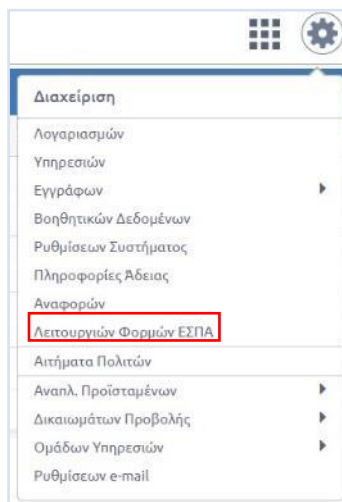 Διαχείριση
Λογαριασμών
Υπηρεσιών
Εγγράφων
Βοηθητικών Δεδομένων
Ρυθμίσεων Συστήματος
Πληροφορίες Άδειας
Αναφορών
Λειτουργιών Φορμών ΕΣΠΑ
Αιτήματα Πολιτών
Αναπλ. Προϊσταμένων
Δικαιωμάτων Προβολής
Ομάδων Υπηρεσιών
Ρυθμίσεων e-mail